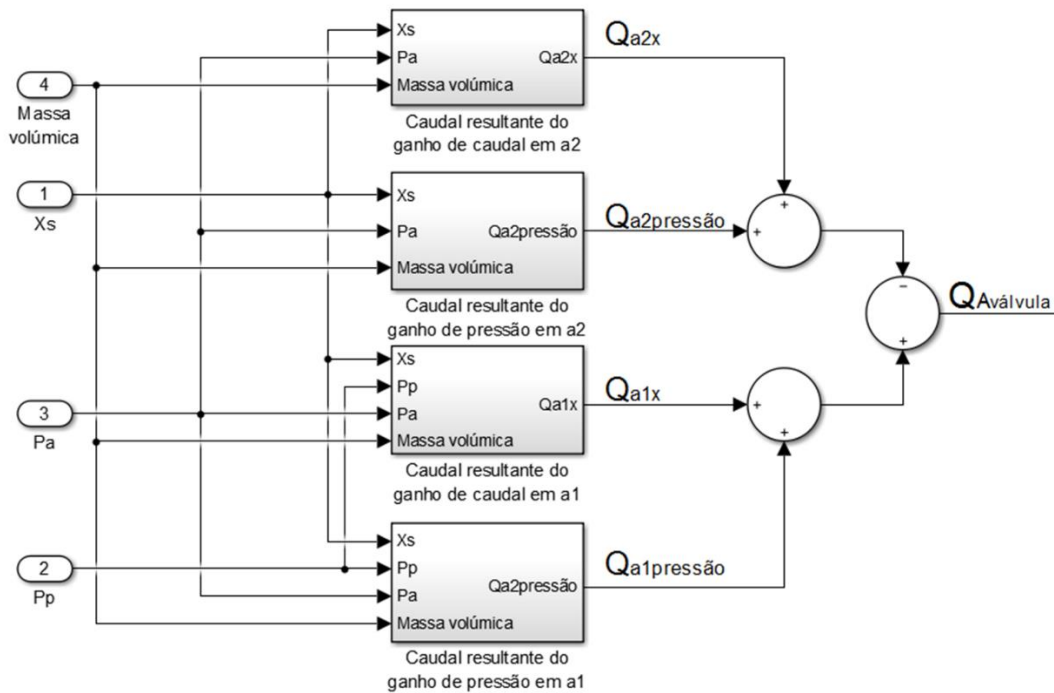 4
Massa
volúmica
1
Xs
3
Pa
2
Pp
Xs
Pa
Massa volúmica
Qa2x
Caudal resultante do
ganho de caudal em a2
Qa2x
Xs
Pa
Massa volúmica
Qa2pressão
Caudal resultante do
ganho de pressão em a2
Qa2pressão
Xs
Pp
Pa
Massa volúmica
Qa1x
Caudal resultante do
ganho de caudal em a1
Qa1x
Xs
Pp
Pa
Massa volúmica
Qa2pressão
Caudal resultante do
ganho de pressão em a1
Qa1pressão
+
+
+
+
−
+
QAválvula